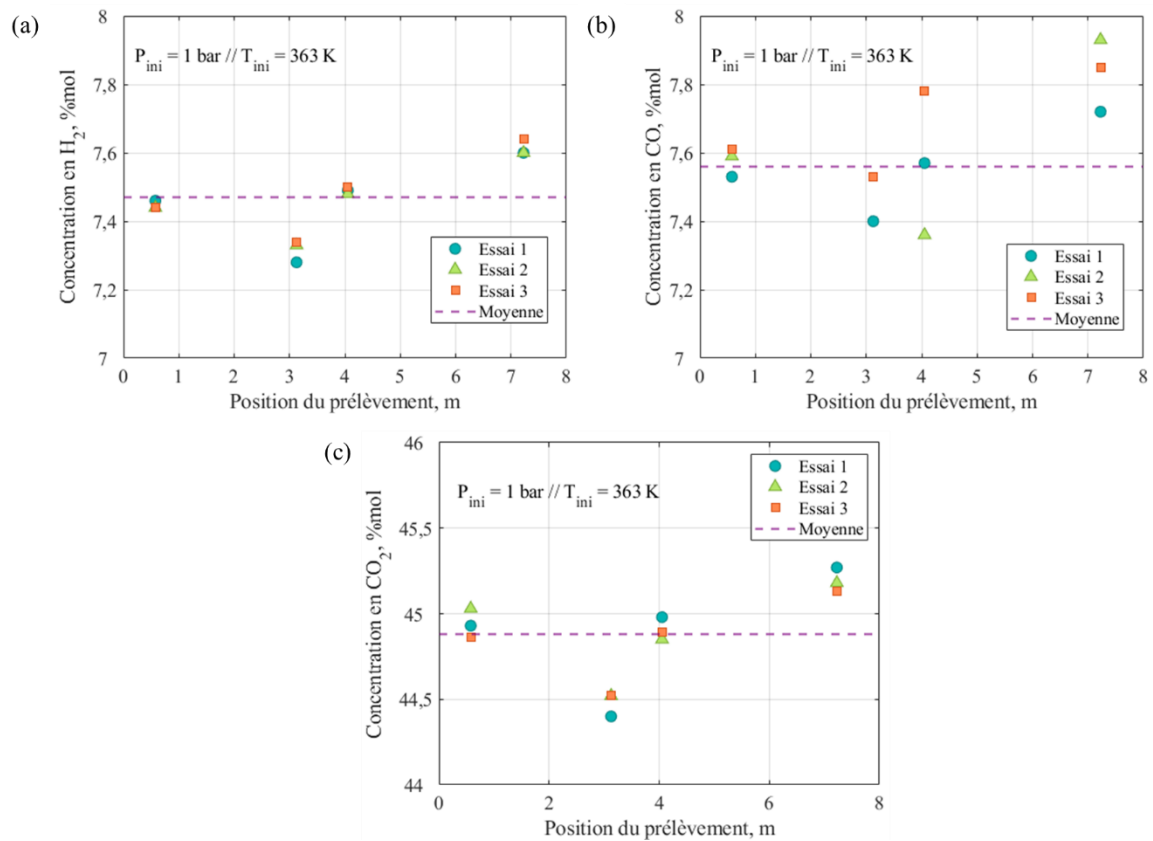 (a)
8
7,8
7,6
7,4
7,2
7
0 1 2 3 4 5 6 7 8
Concentration en H₂, %mol
P_ini = 1 bar // T_ini = 363 K
Essai 1
Essai 2
Essai 3
Moyenne
Position du prélèvement, m
(b)
8
7,8
7,6
7,4
7,2
7
0 1 2 3 4 5 6 7 8
Concentration en CO, %mol
P_ini = 1 bar // T_ini = 363 K
Essai 1
Essai 2
Essai 3
Moyenne
Position du prélèvement, m
(c)
46
45,5
45
44,5
44
0 2 4 6 8
Concentration en CO₂, %mol
P_ini = 1 bar // T_ini = 363 K
Essai 1
Essai 2
Essai 3
Moyenne
Position du prélèvement, m